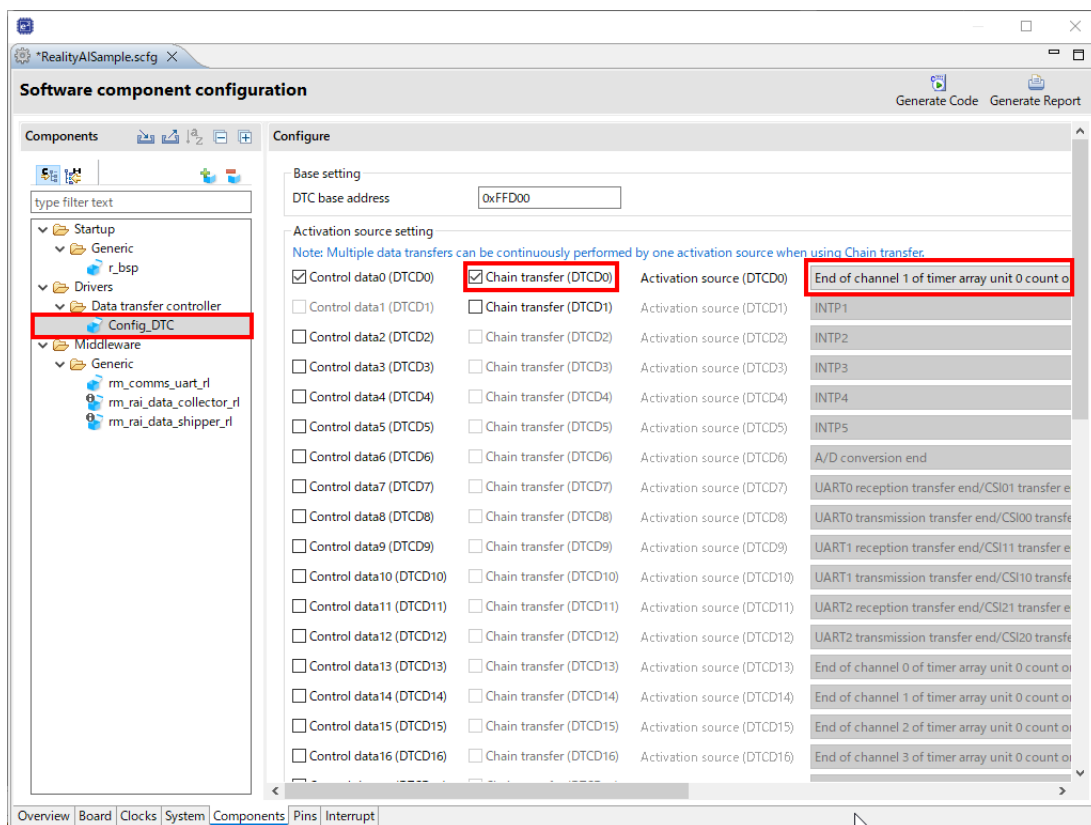 *RealityAISample.scfg
Software component configuration
Generate Code Generate Report
Components
Configure
type filter text
Startup
Generic
r_bsp
Drivers
Data transfer controller
Config_DTC
Middleware
Generic
rm_comms_uart_rl
rm_rai_data_collector_rl
rm_rai_data_shipper_rl
Base setting
DTC base address 0xFFD00
Activation source setting
Note: Multiple data transfers can be continuously performed by one activation source when using Chain transfer.
Control data0 (DTCD0) Chain transfer (DTCD0) Activation source (DTCD0) End of channel 1 of timer array unit 0 count o
Control data1 (DTCD1) Chain transfer (DTCD1) Activation source (DTCD1) INTP1
Control data2 (DTCD2) Chain transfer (DTCD2) Activation source (DTCD2) INTP2
Control data3 (DTCD3) Chain transfer (DTCD3) Activation source (DTCD3) INTP3
Control data4 (DTCD4) Chain transfer (DTCD4) Activation source (DTCD4) INTP4
Control data5 (DTCD5) Chain transfer (DTCD5) Activation source (DTCD5) INTP5
Control data6 (DTCD6) Chain transfer (DTCD6) Activation source (DTCD6) A/D conversion end
Control data7 (DTCD7) Chain transfer (DTCD7) Activation source (DTCD7) UART0 reception transfer end/CSI01 transfer e
Control data8 (DTCD8) Chain transfer (DTCD8) Activation source (DTCD8) UART0 transmission transfer end/CSI00 transfe
Control data9 (DTCD9) Chain transfer (DTCD9) Activation source (DTCD9) UART1 reception transfer end/CSI11 transfer e
Control data10 (DTCD10) Chain transfer (DTCD10) Activation source (DTCD10) UART1 transmission transfer end/CSI10 transfe
Control data11 (DTCD11) Chain transfer (DTCD11) Activation source (DTCD11) UART2 reception transfer end/CSI21 transfer e
Control data12 (DTCD12) Chain transfer (DTCD12) Activation source (DTCD12) UART2 transmission transfer end/CSI20 transfe
Control data13 (DTCD13) Chain transfer (DTCD13) Activation source (DTCD13) End of channel 0 of timer array unit 0 count o
Control data14 (DTCD14) Chain transfer (DTCD14) Activation source (DTCD14) End of channel 1 of timer array unit 0 count o
Control data15 (DTCD15) Chain transfer (DTCD15) Activation source (DTCD15) End of channel 2 of timer array unit 0 count o
Control data16 (DTCD16) Chain transfer (DTCD16) Activation source (DTCD16) End of channel 3 of timer array unit 0 count o
Overview Board Clocks System Components Pins Interrupt